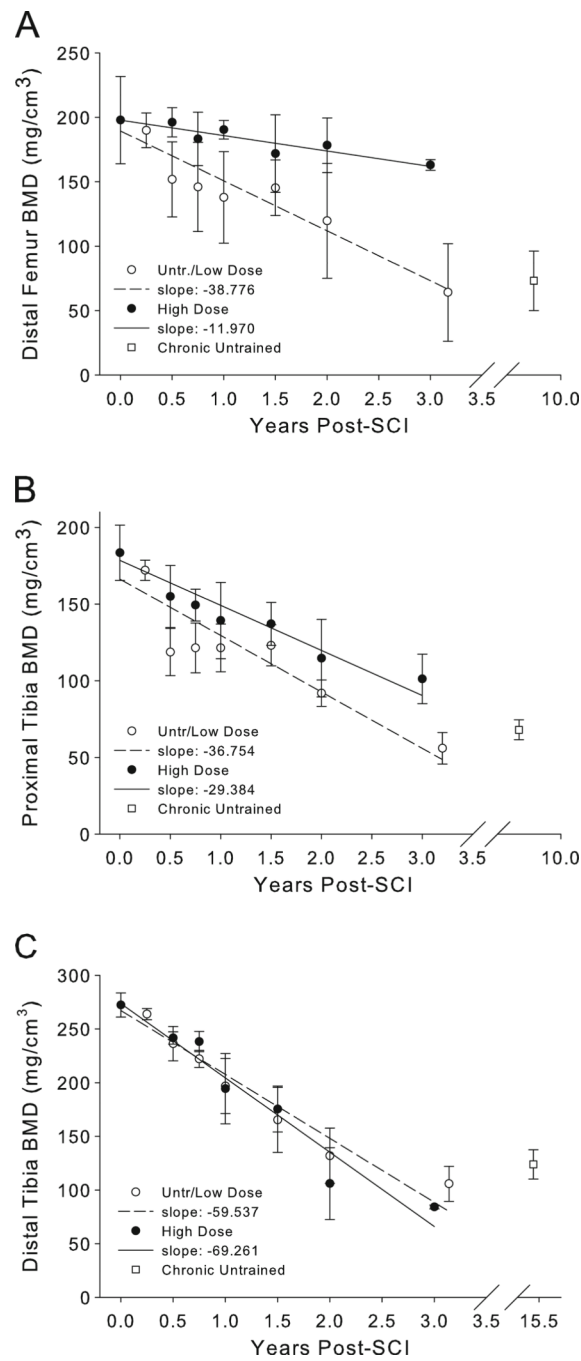 A
250
200
150
100
50
0
Distal Femur BMD (mg/cm³)
Untr./Low Dose
slope: -38.776
High Dose
slope: -11.970
Chronic Untrained
0.0 0.5 1.0 1.5 2.0 2.5 3.0 3.5 10.0
Years Post-SCI
B
200
150
100
50
0
Proximal Tibia BMD (mg/cm³)
Untr/Low Dose
slope: -36.754
High Dose
slope: -29.384
Chronic Untrained
0.0 0.5 1.0 1.5 2.0 2.5 3.0 3.5 10.0
Years Post-SCI
C
300
250
200
150
100
50
0
Distal Tibia BMD (mg/cm³)
Untr/Low Dose
slope: -59.537
High Dose
slope: -69.261
Chronic Untrained
0.0 0.5 1.0 1.5 2.0 2.5 3.0 3.5 15.5
Years Post-SCI